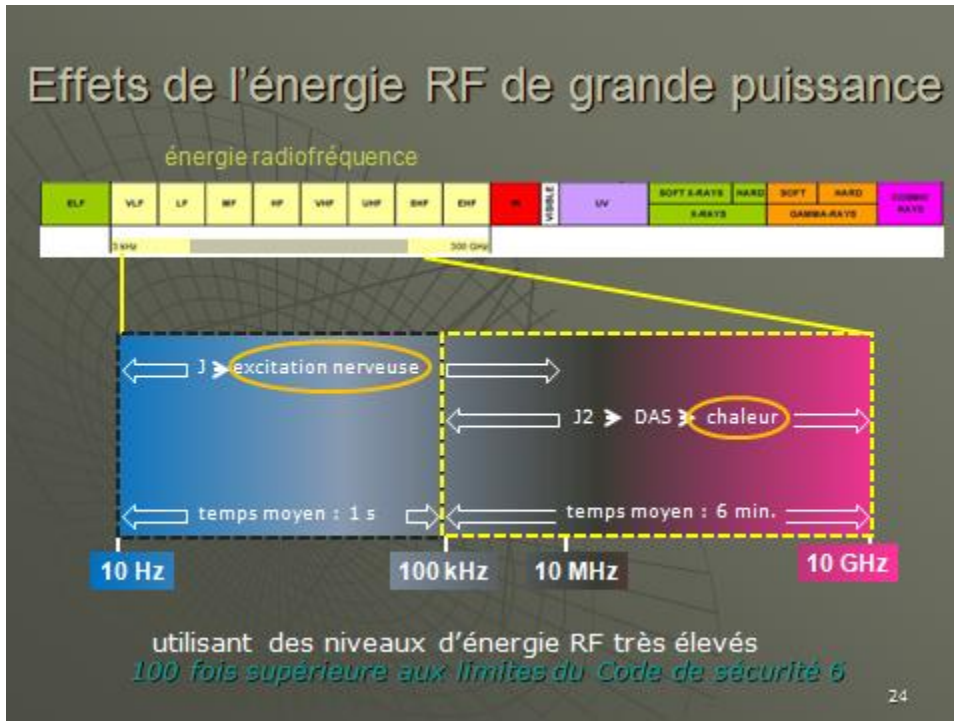 Effets de l'énergie RF de grande puissance
énergie radiofréquence
ELF VLF LF MF HF VHF UHF SHF EHF IR VISIBLE UV SOFT X-RAYS HARD SOFT HARD
X-RAYS GAMMA-RAYS COSMIC RAYS
3 kHz 300 GHz
J excitation nerveuse
J2 DAS chaleur
temps moyen : 1 s temps moyen : 6 min.
10 Hz 100 kHz 10 MHz 10 GHz
utilisant des niveaux d'énergie RF très élevés
100 fois supérieure aux limites du Code de sécurité 6
24